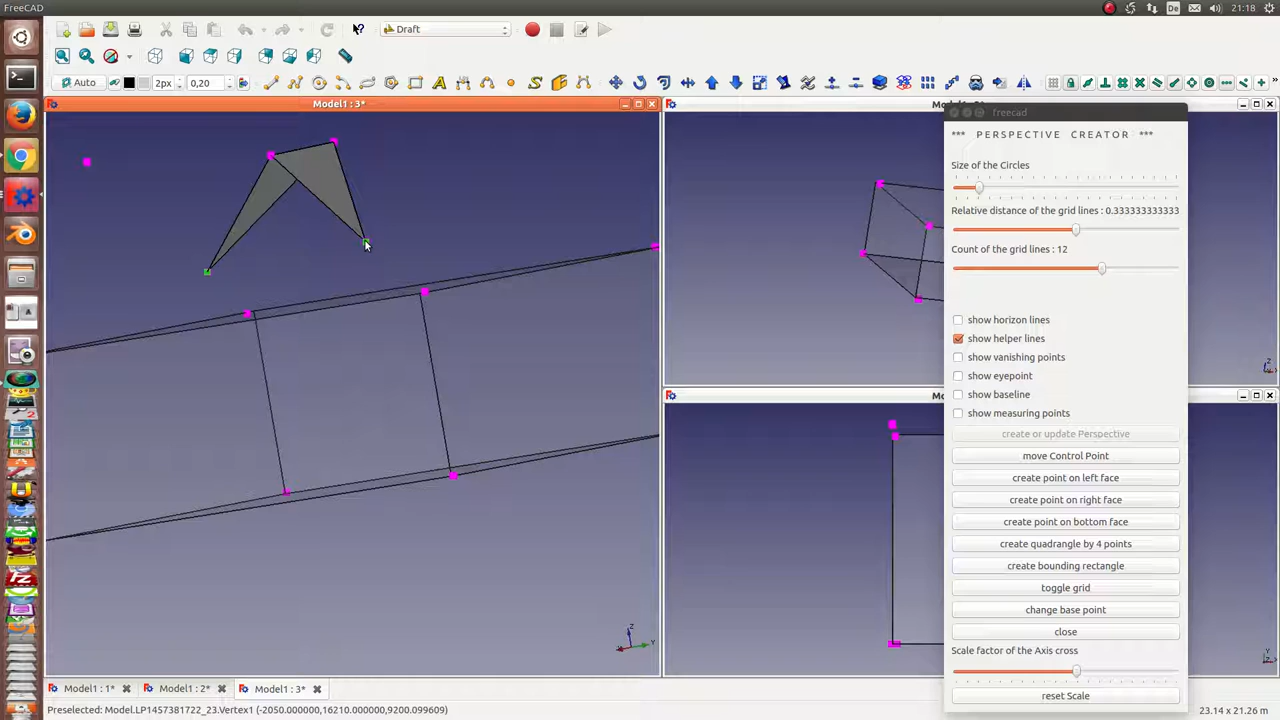 FreeCAD
De
21:18
Draft
Auto
2px
0,20
Model1 : 3*
freecad
*** PERSPECTIVE CREATOR ***
Size of the Circles
Relative distance of the grid lines : 0.333333333333
Count of the grid lines : 12
show horizon lines
show helper lines
show vanishing points
show eyepoint
show baseline
show measuring points
create or update Perspective
move Control Point
create point on left face
create point on right face
create point on bottom face
create quadrangle by 4 points
create bounding rectangle
toggle grid
change base point
close
Scale factor of the Axis cross
reset Scale
Model1 : 1*
Model1 : 2*
Model1 : 3*
Preselected: Model.LP1457381722_23.Vertex1 (-2050.000000,16210.000000,9200.099609)
23.14 x 21.26 m